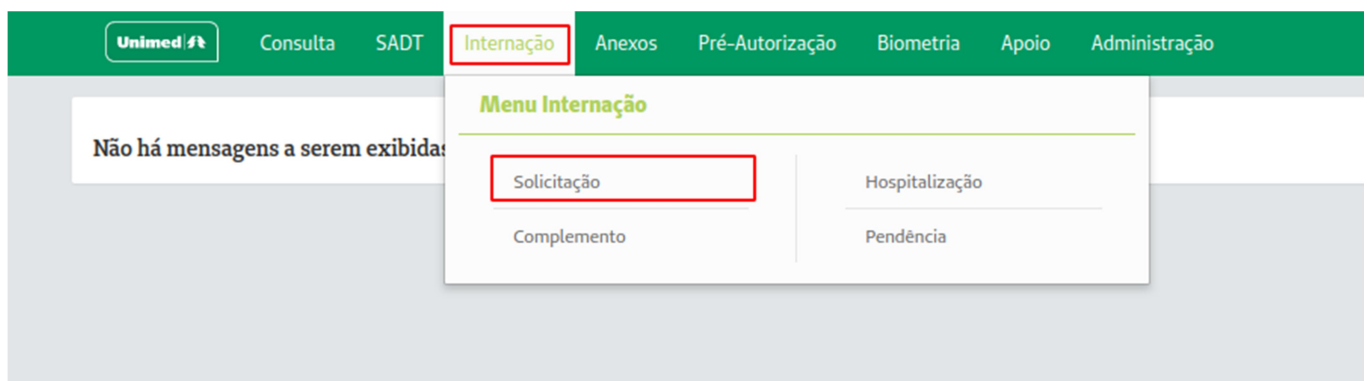 Unimed Consulta SADT Internação Anexos Pré-Autorização Biometria Apoio Administração
Menu Internação
Não há mensagens a serem exibidas
Solicitação Hospitalização
Complemento Pendência